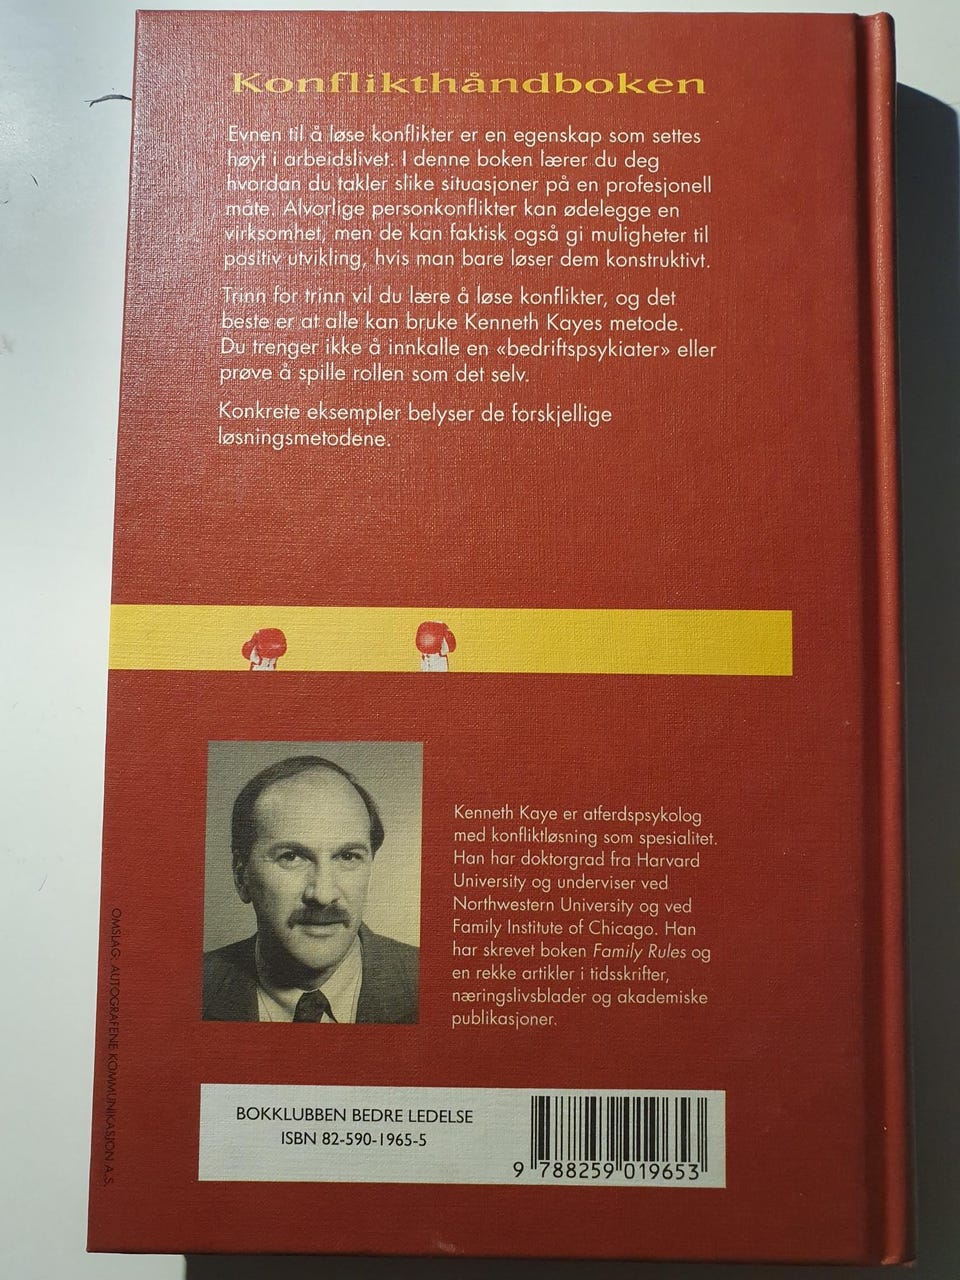 Konflikthåndboken
Evnen til å løse konflikter er en egenskap som settes
høyt i arbeidslivet. I denne boken lærer du deg
hvordan du takler slike situasjoner på en profesjonell
måte. Alvorlige personkonflikter kan ødelegge en
virksomhet, men de kan faktisk også gi muligheter til
positiv utvikling, hvis man bare løser dem konstruktivt.
Trinn for trinn vil du lære å løse konflikter, og det
beste er at alle kan bruke Kenneth Kayes metode.
Du trenger ikke å innkalle en «bedriftspsykiater» eller
prøve å spille rollen som det selv.
Konkrete eksempler belyser de forskjellige
løsningsmetodene.
Kenneth Kaye er atferdspsykolog
med konfliktløsning som spesialitet.
Han har doktorgrad fra Harvard
University og underviser ved
Northwestern University og ved
Family Institute of Chicago. Han
har skrevet boken Family Rules og
en rekke artikler i tidsskrifter,
næringslivsblader og akademiske
publikasjoner.
OMSLAG: AUTOGRAFENE KOMMUNIKASJON A.S.
BOKKLUBBEN BEDRE LEDELSE
ISBN 82-590-1965-5
9 788259 019653